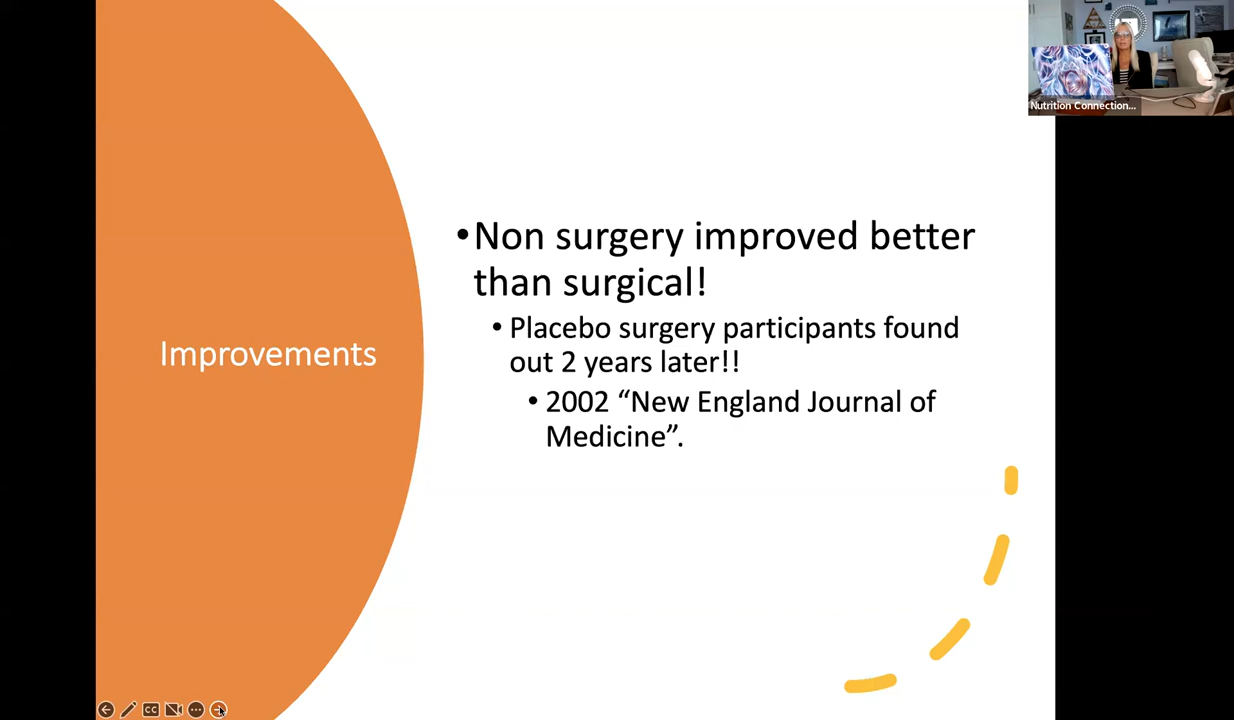 Nutrition Connection...
Improvements
•Non surgery improved better
than surgical!
• Placebo surgery participants found
out 2 years later!!
• 2002 “New England Journal of
Medicine”.
CC